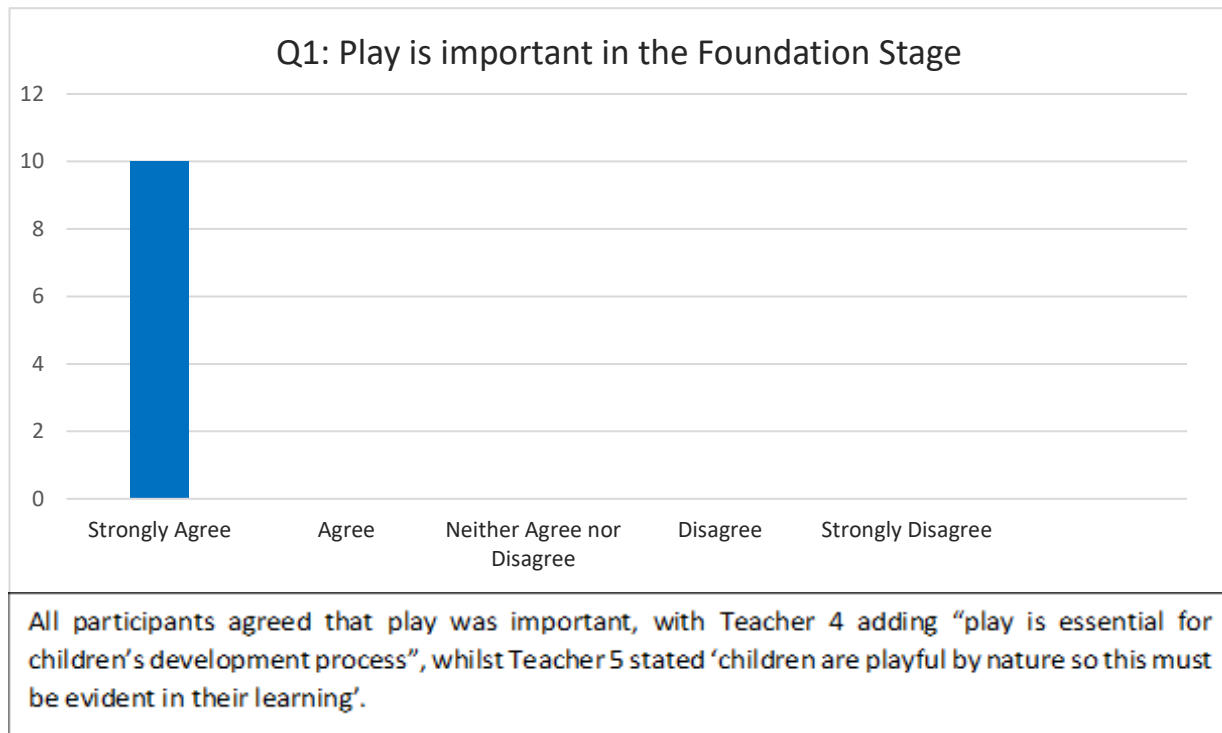 Q1: Play is important in the Foundation Stage
12
10
8
6
4
2
0
Strongly Agree Agree Neither Agree nor Disagree Strongly Disagree
Disagree
All participants agreed that play was important, with Teacher 4 adding “play is essential for
children’s development process”, whilst Teacher 5 stated ‘children are playful by nature so this must
be evident in their learning’.